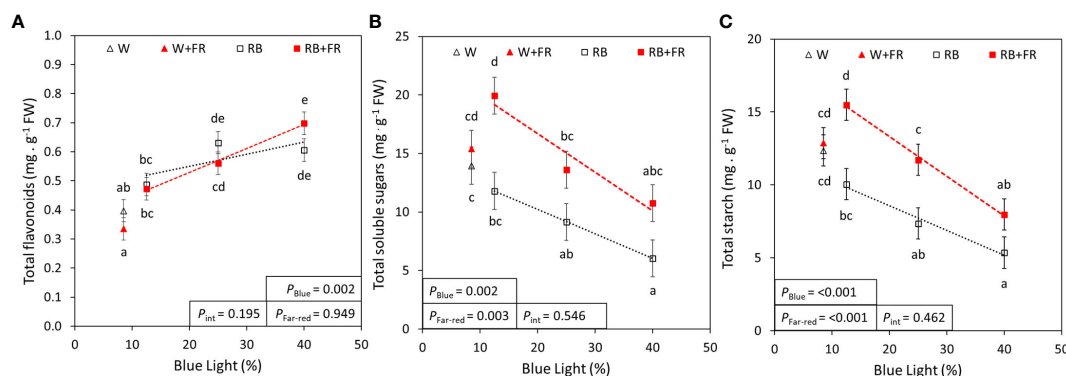 A
Total flavonoids (mg . g⁻¹ FW)
1.0
0.9
0.8
0.7
0.6
0.5
0.4
0.3
0.2
0.1
0.0
W
W+FR
RB
RB+FR
ab
a
bc
bc
de
cd
e
de
P_Blue = 0.002
P_int = 0.195
P_Far-red = 0.949
0
10
20
30
40
50
Blue Light (%)
B
Total soluble sugars (mg · g⁻¹ FW)
25
20
15
10
5
0
W
W+FR
RB
RB+FR
cd
c
d
bc
bc
ab
abc
a
P_Blue = 0.002
P_Far-red = 0.003
P_int = 0.546
0
10
20
30
40
50
Blue Light (%)
C
Total starch (mg . g⁻¹ FW)
20
15
10
5
0
W
W+FR
RB
RB+FR
cd
cd
d
bc
c
ab
ab
a
P_Blue = <0.001
P_Far-red = <0.001
P_int = 0.462
0
10
20
30
40
50
Blue Light (%)